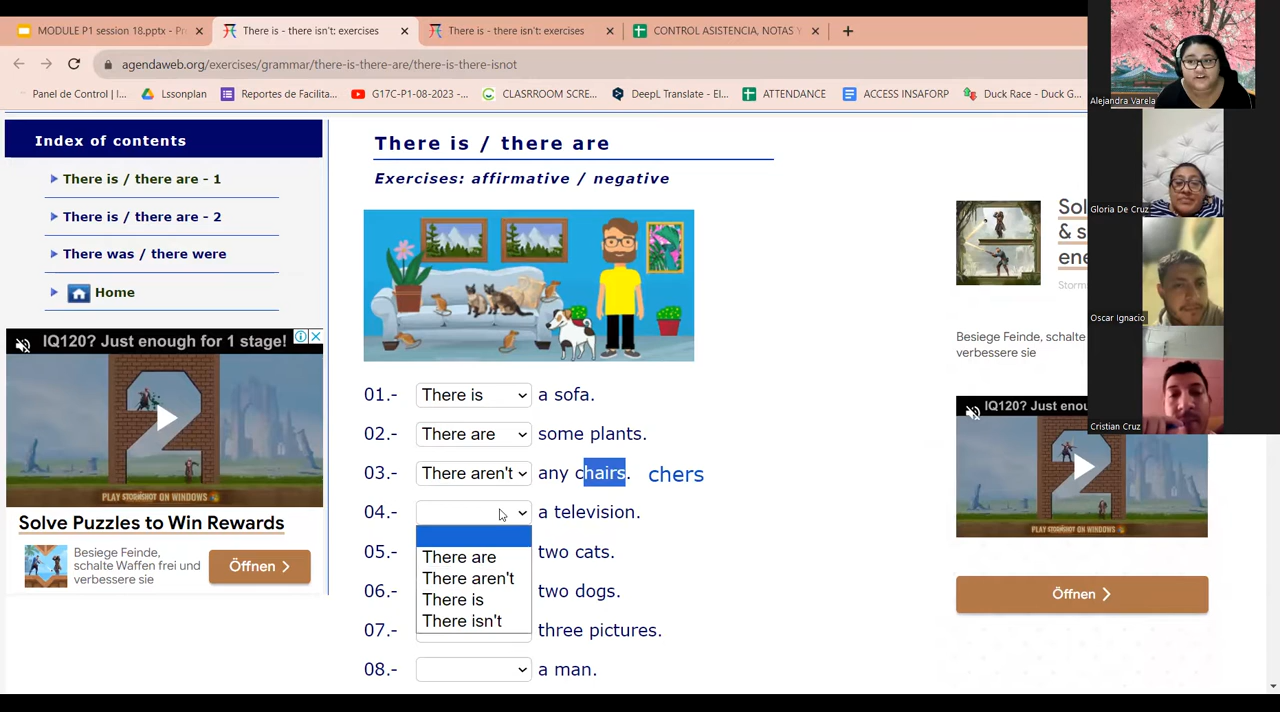 MODULE P1 session 18.pptx - Pr
There is - there isn't: exercises
There is - there isn't: exercises
CONTROL ASISTENCIA, NOTAS Y
agendaweb.org/exercises/grammar/there-is-there-are/there-is-there-isnot
Panel de Control | I...
Lssonplan
Reportes de Facilita...
G17C-P1-08-2023 -...
CLASSROOM SCRE...
DeepL Translate - El...
ATTENDANCE
ACCESS INSAFORP
Duck Race - Duck G...
Alejandra Varela
Gloria De Cruz
Oscar Ignacio
Cristian Cruz
Index of contents
There is / there are - 1
There is / there are - 2
There was / there were
Home
IQ120? Just enough for 1 stage!
PLAY STORMSHOT ON WINDOWS
Solve Puzzles to Win Rewards
Besiege Feinde,
schalte Waffen frei und
verbessere sie
Öffnen
There is / there are
Exercises: affirmative / negative
01.- There is a sofa.
02.- There are some plants.
03.- There aren't any chairs. chers
04.- a television.
There are
There aren't
There is
There isn't
05.- two cats.
06.- two dogs.
07.- three pictures.
08.- a man.
Sol
& s
ene
Storm
Besiege Feinde, schalte
verbessere sie
IQ120? Just enou
PLAY STORMSHOT ON WINDOWS
Öffnen